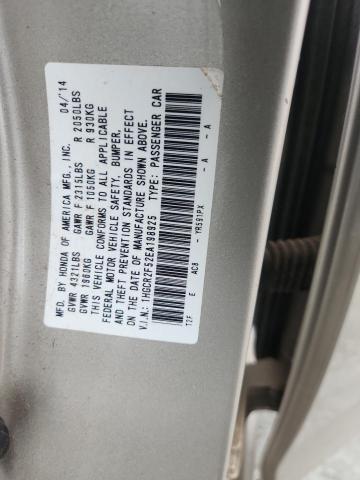 MFD. BY HONDA OF AMERICA MFG., INC. 04/'14
GVWR 4321LBS GAWR F 2315LBS R 2050LBS
GVWR 1960KG GAWR F 1050KG R 930KG
THIS VEHICLE CONFORMS TO ALL APPLICABLE
FEDERAL MOTOR VEHICLE SAFETY, BUMPER,
AND THEFT PREVENTION STANDARDS IN EFFECT
ON THE DATE OF MANUFACTURE SHOWN ABOVE.
V.I.N.: 1HGCR2F52EA198925 TYPE: PASSENGER CAR
T2F E AC8 - YR591PX - A - A